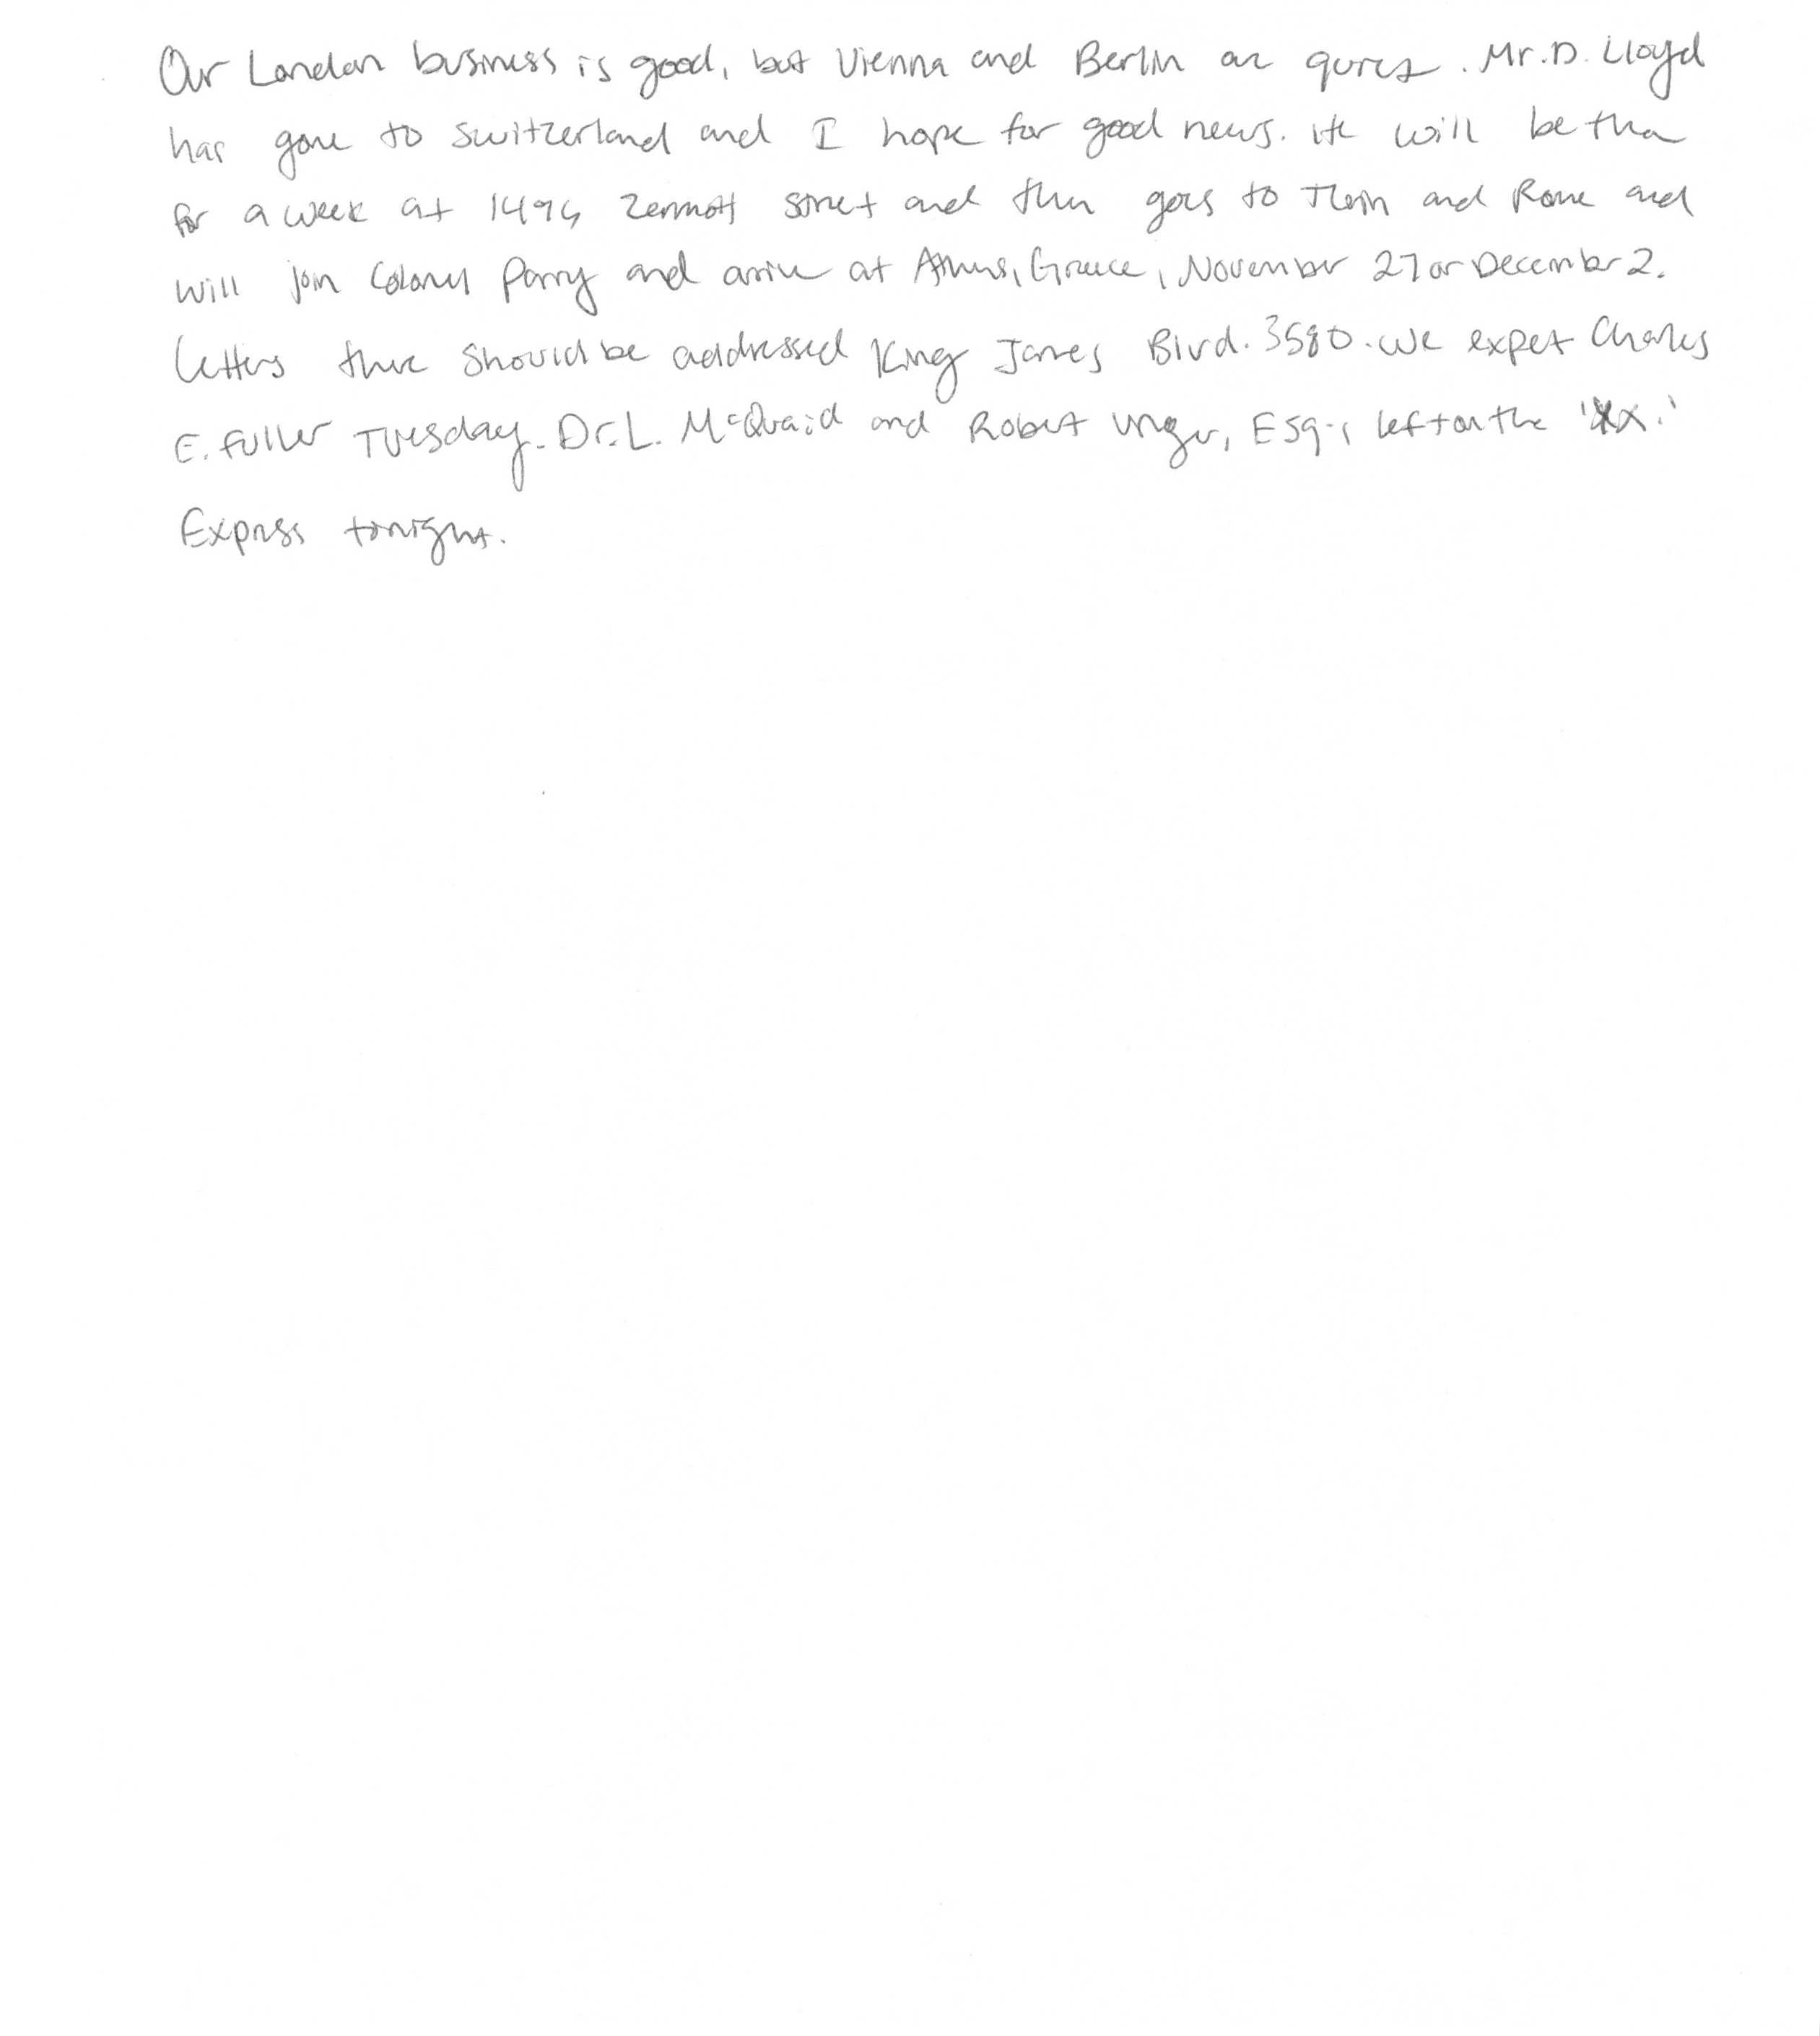 Our London business is good, but Vienna and Berlin are quiet. Mr. D. Lloyd
has gone to Switzerland and I hope for good news. He will be there
for a week at 1496 Zermott Street and then goes to Turin and Rome and
will join Colonel Parry and arrive at Athens, Greece, November 27 or December 2.
Letters there should be addressed King James Blvd. 3580. We expect Charles
E. Fuller Tuesday. Dr. L. McQuaid and Robert Unger, Esq., left on the 'XX.'
Express tonight.